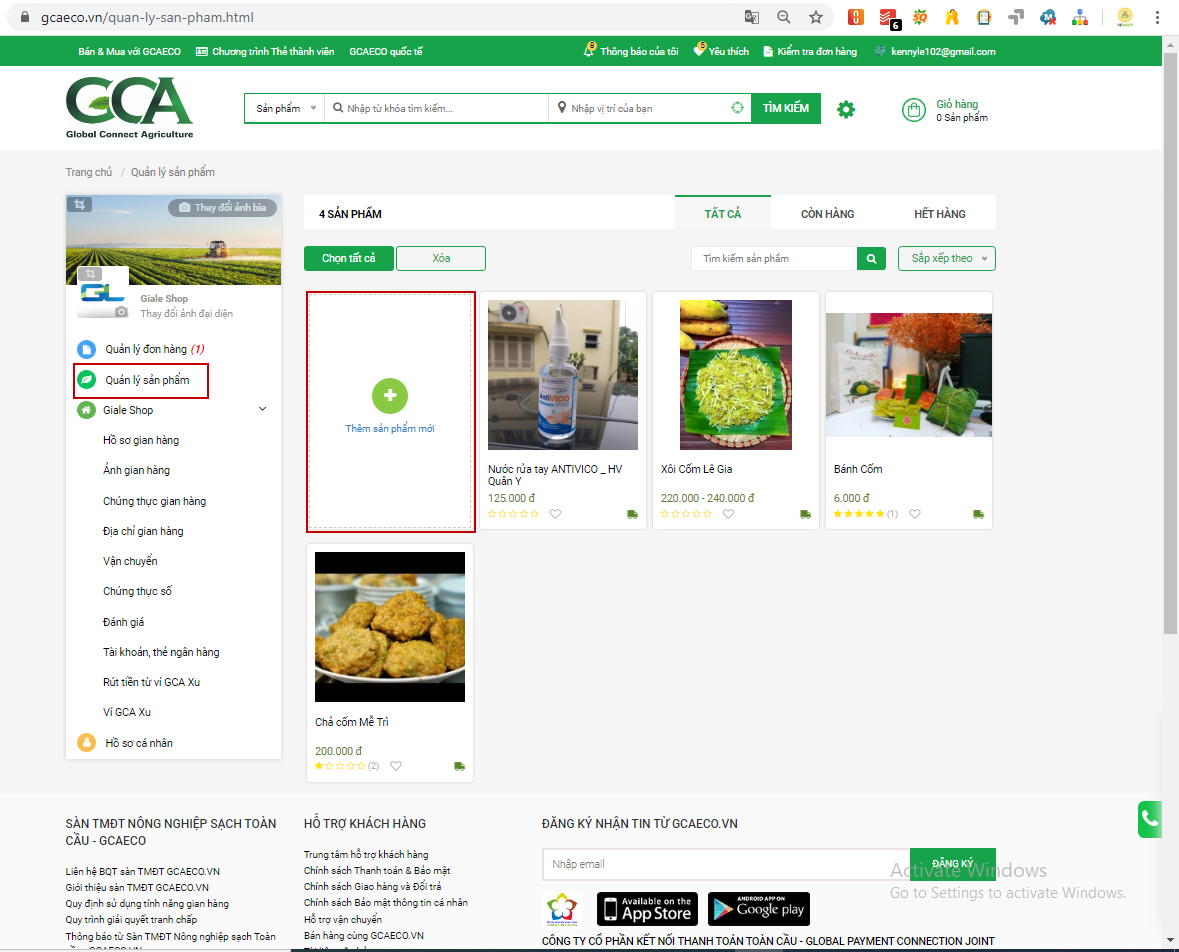 gcaeco.vn/quan-ly-san-pham.html
6
Bán & Mua với GCAECO
Chương trình Thẻ thành viên
GCAECO quốc tế
Thông báo của tôi
Yêu thích
Kiểm tra đơn hàng
kennyle102@gmail.com
GCA
Global Connect Agriculture
Sản phẩm
Nhập từ khóa tìm kiếm...
Nhập vị trí của bạn
TÌM KIẾM
Giỏ hàng
0 Sản phẩm
Trang chủ / Quản lý sản phẩm
Thay đổi ảnh bìa
GL
Giale Shop
Thay đổi ảnh đại diện
Quản lý đơn hàng (1)
Quản lý sản phẩm
Giale Shop
Hồ sơ gian hàng
Ảnh gian hàng
Chứng thực gian hàng
Địa chỉ gian hàng
Vận chuyển
Chứng thực số
Đánh giá
Tài khoản, thẻ ngân hàng
Rút tiền từ ví GCA Xu
Ví GCA Xu
Hồ sơ cá nhân
4 SẢN PHẨM
TẤT CẢ
CÒN HÀNG
HẾT HÀNG
Chọn tất cả
Xóa
Tìm kiếm sản phẩm
Sắp xếp theo
Thêm sản phẩm mới
AntiVICO
Nước rửa tay ANTIVICO _ HV
Quân Y
125.000 đ
Xôi Cốm Lê Gia
220.000 - 240.000 đ
Bánh Cốm
6.000 đ
(1)
Chả cốm Mễ Trì
200.000 đ
(2)
SÀN TMĐT NÔNG NGHIỆP SẠCH TOÀN
CẦU - GCAECO
Liên hệ BQT sàn TMĐT GCAECO.VN
Giới thiệu sàn TMĐT GCAECO.VN
Quy định sử dụng tính năng gian hàng
Quy trình giải quyết tranh chấp
Thông báo từ Sàn TMĐT Nông nghiệp sạch Toàn
HỖ TRỢ KHÁCH HÀNG
Trung tâm hỗ trợ khách hàng
Chính sách Thanh toán & Bảo mật
Chính sách Giao hàng và Đổi trả
Chính sách Bảo mật thông tin cá nhân
Hỗ trợ vận chuyển
Bán hàng cùng GCAECO.VN
ĐĂNG KÝ NHẬN TIN TỪ GCAECO.VN
Nhập email
ĐĂNG KÝ
Activate Windows
Go to Settings to activate Windows.
Available on the
App Store
ANDROID APP ON
Google play
CÔNG TY CỔ PHẦN KẾT NỐI THANH TOÁN TOÀN CẦU - GLOBAL PAYMENT CONNECTION JOINT